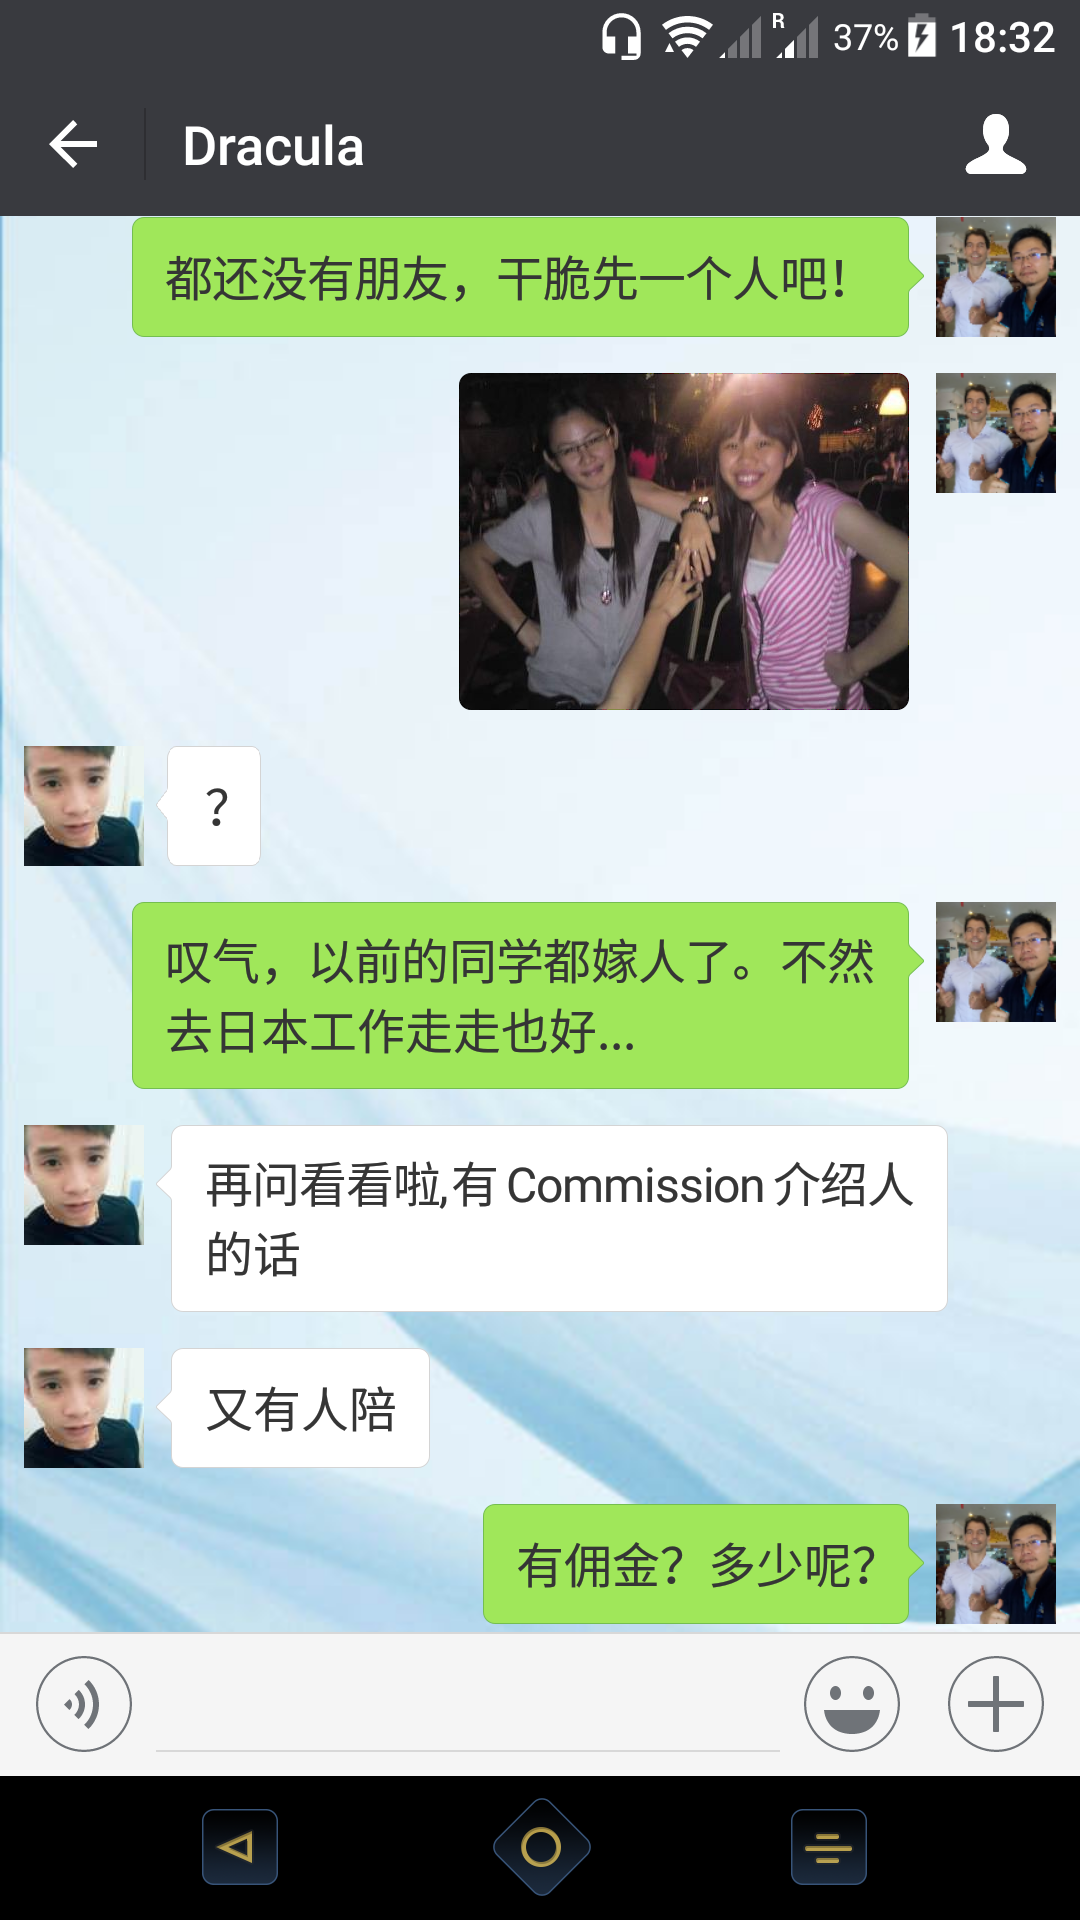 R 37% 18:32
Dracula
都还没有朋友，干脆先一个人吧！
？
叹气，以前的同学都嫁人了。不然
去日本工作走走也好...
再问看看啦,有 Commission 介绍人
的话
又有人陪
有佣金？多少呢？